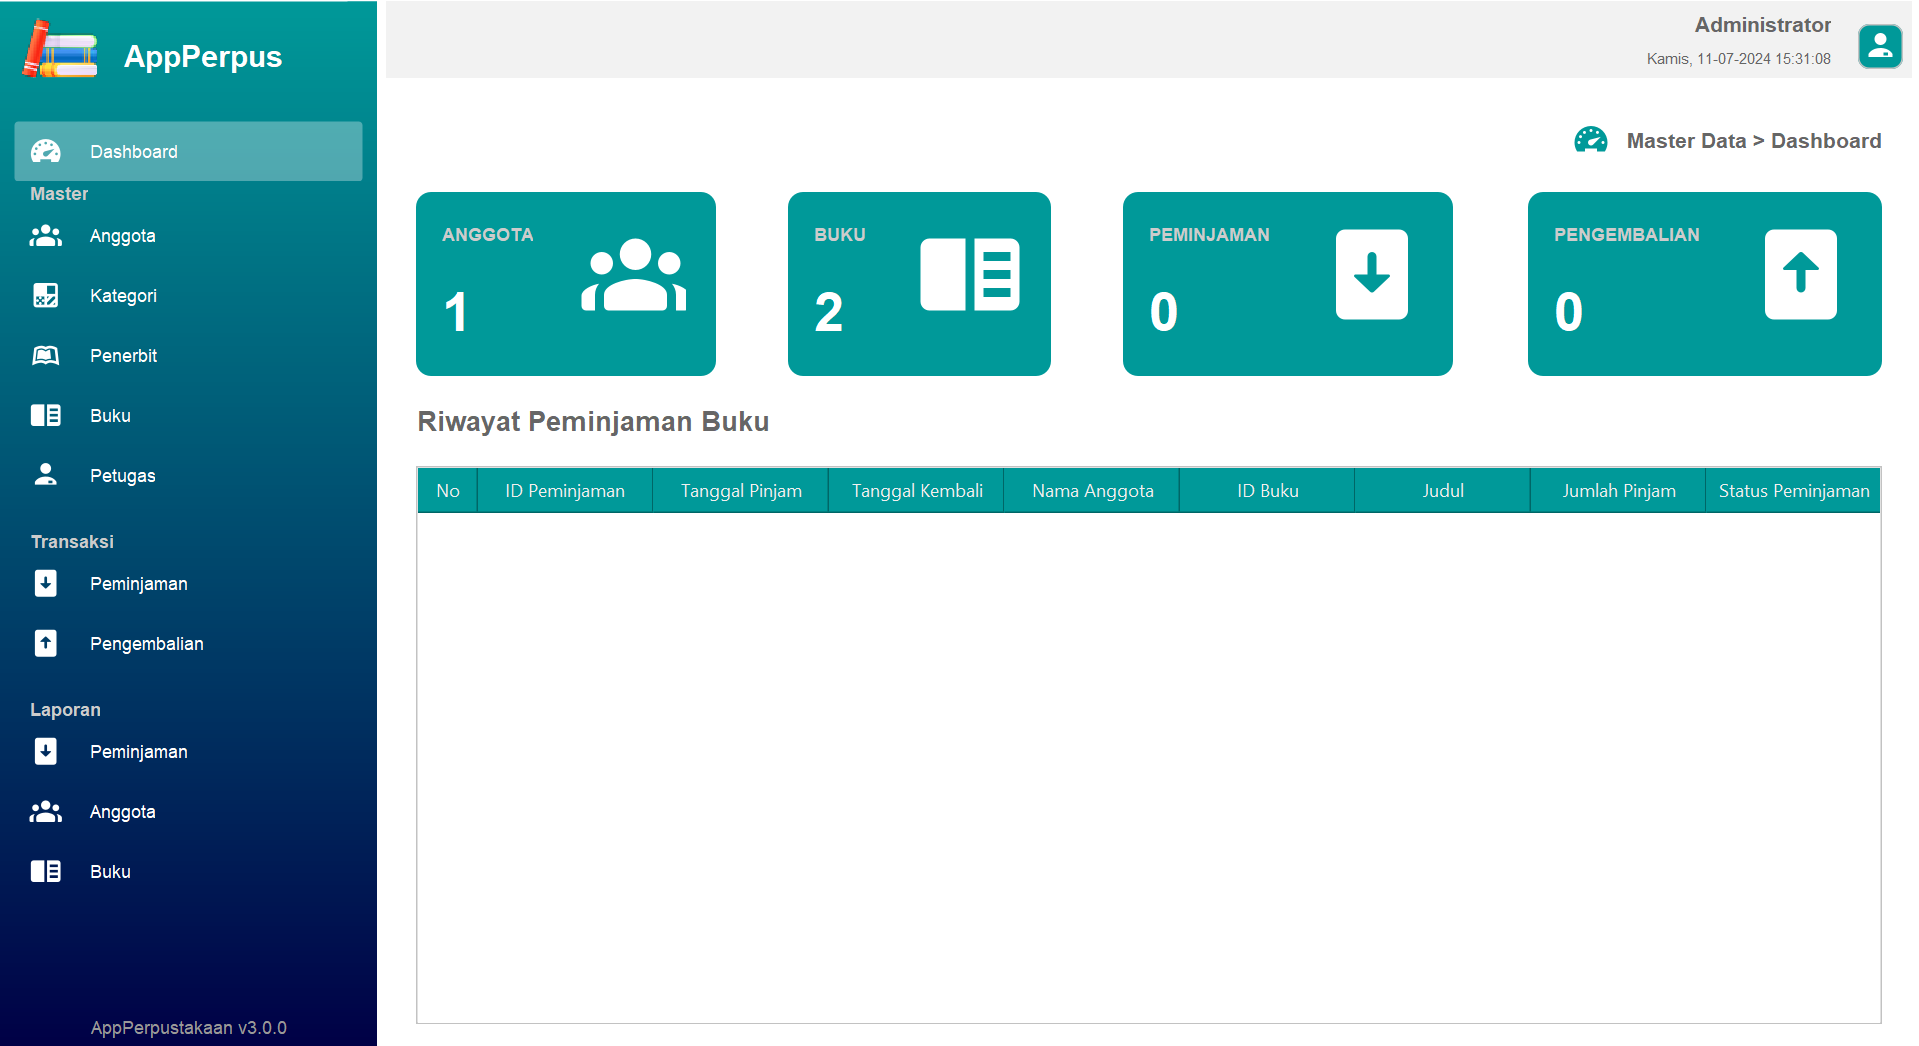 AppPerpus
Dashboard
Master
Anggota
Kategori
Penerbit
Buku
Petugas
Transaksi
Peminjaman
Pengembalian
Laporan
Peminjaman
Anggota
Buku
AppPerpustakaan v3.0.0
Administrator
Kamis, 11-07-2024 15:31:08
Master Data > Dashboard
ANGGOTA
1
BUKU
2
PEMINJAMAN
0
PENGEMBALIAN
0
Riwayat Peminjaman Buku
No ID Peminjaman Tanggal Pinjam Tanggal Kembali Nama Anggota ID Buku Judul Jumlah Pinjam Status Peminjaman